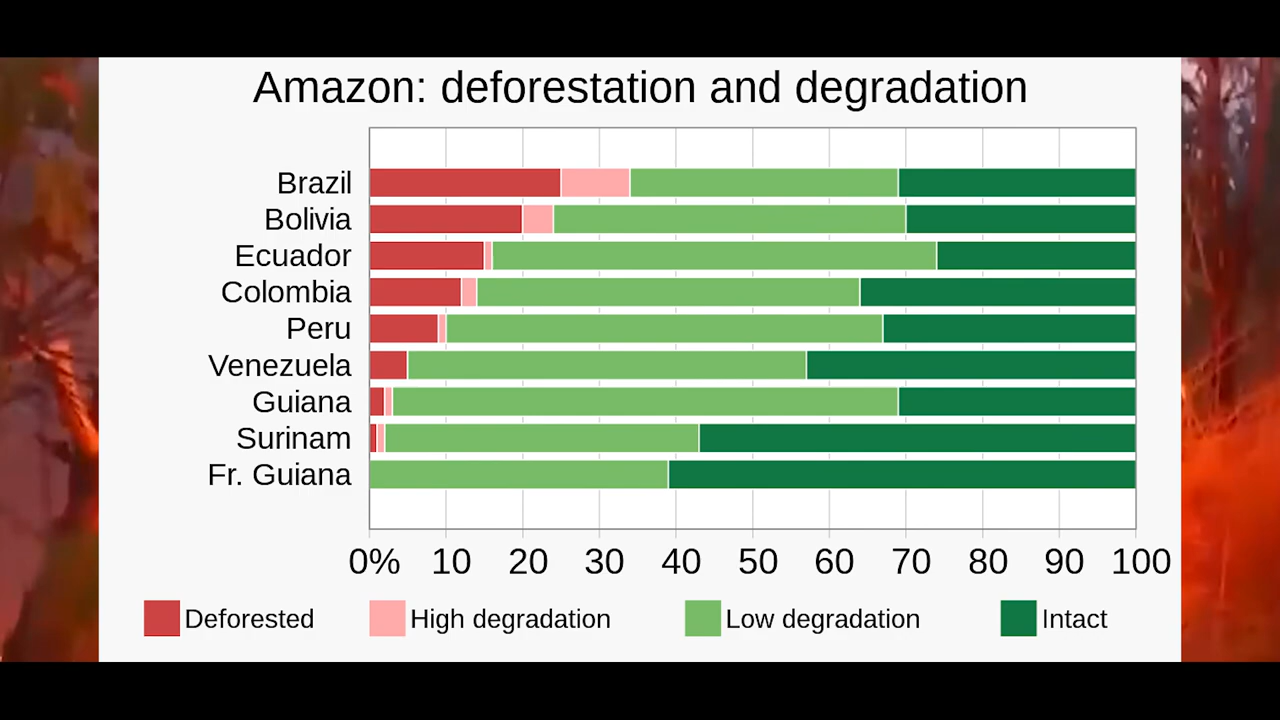 Amazon: deforestation and degradation
Brazil
Bolivia
Ecuador
Colombia
Peru
Venezuela
Guiana
Surinam
Fr. Guiana
0% 10 20 30 40 50 60 70 80 90 100
Deforested High degradation Low degradation Intact